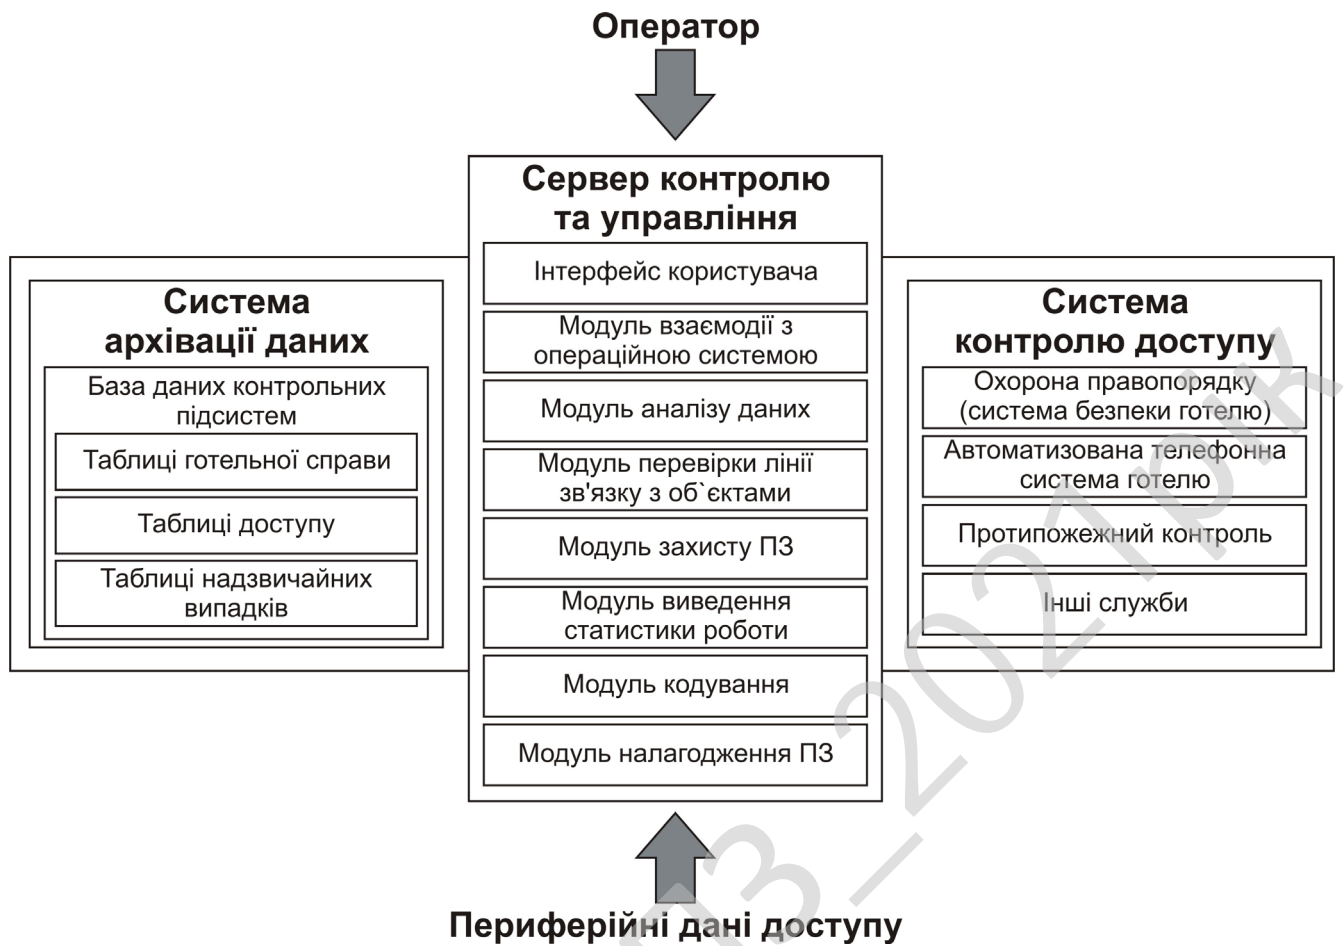 Оператор
Сервер контролю
та управління
Інтерфейс користувача
Модуль взаємодії з
операційною системою
Модуль аналізу даних
Модуль перевірки лінії
зв'язку з об`єктами
Модуль захисту ПЗ
Модуль виведення
статистики роботи
Модуль кодування
Модуль налагодження ПЗ
Система
архівації даних
База даних контрольних
підсистем
Таблиці готельної справи
Таблиці доступу
Таблиці надзвичайних
випадків
Система
контролю доступу
Охорона правопорядку
(система безпеки готелю)
Автоматизована телефонна
система готелю
Протипожежний контроль
Інші служби
Периферійні дані доступу
ПЗ_2021рік